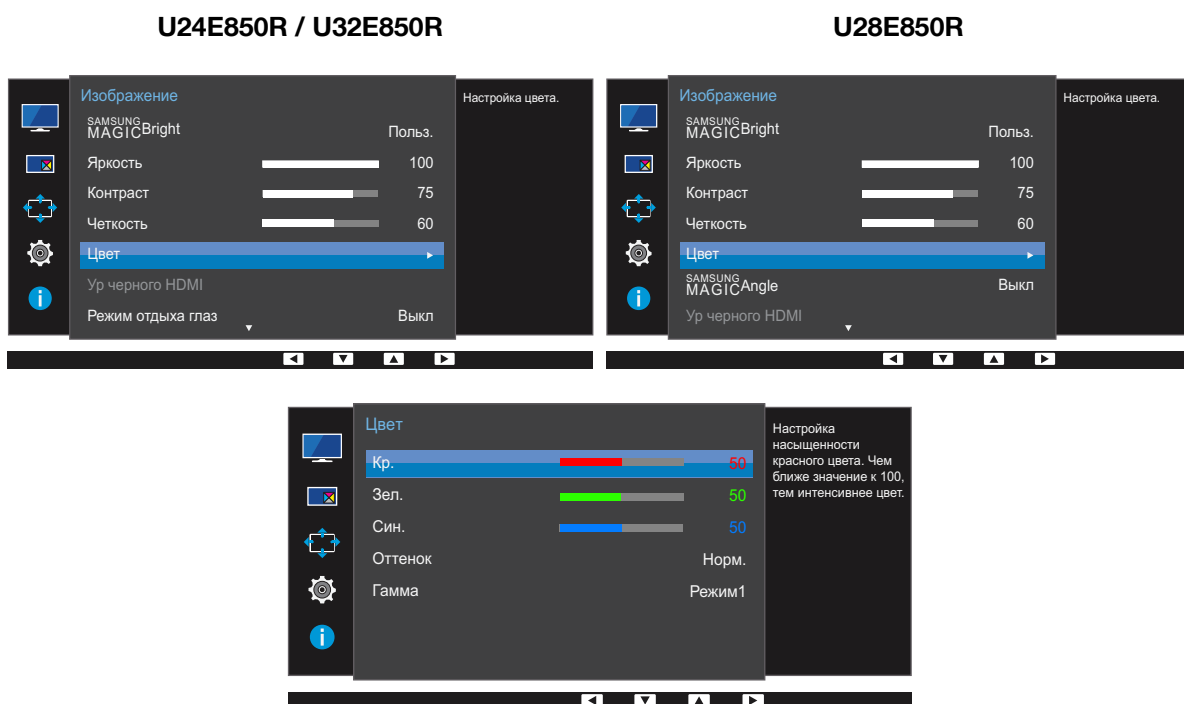 U24E850R / U32E850R
Изображение
SAMSUNG
MAGICBright Польз.
Яркость 100
Контраст 75
Четкость 60
Цвет
Ур черного HDMI
Режим отдыха глаз Выкл
Настройка цвета.
U28E850R
Изображение
SAMSUNG
MAGICBright Польз.
Яркость 100
Контраст 75
Четкость 60
Цвет
SAMSUNG
MAGICAngle Выкл
Ур черного HDMI
Настройка цвета.
Цвет
Кр. 50
Зел. 50
Син. 50
Оттенок Норм.
Гамма Режим1
Настройка
насыщенности
красного цвета. Чем
ближе значение к 100,
тем интенсивнее цвет.